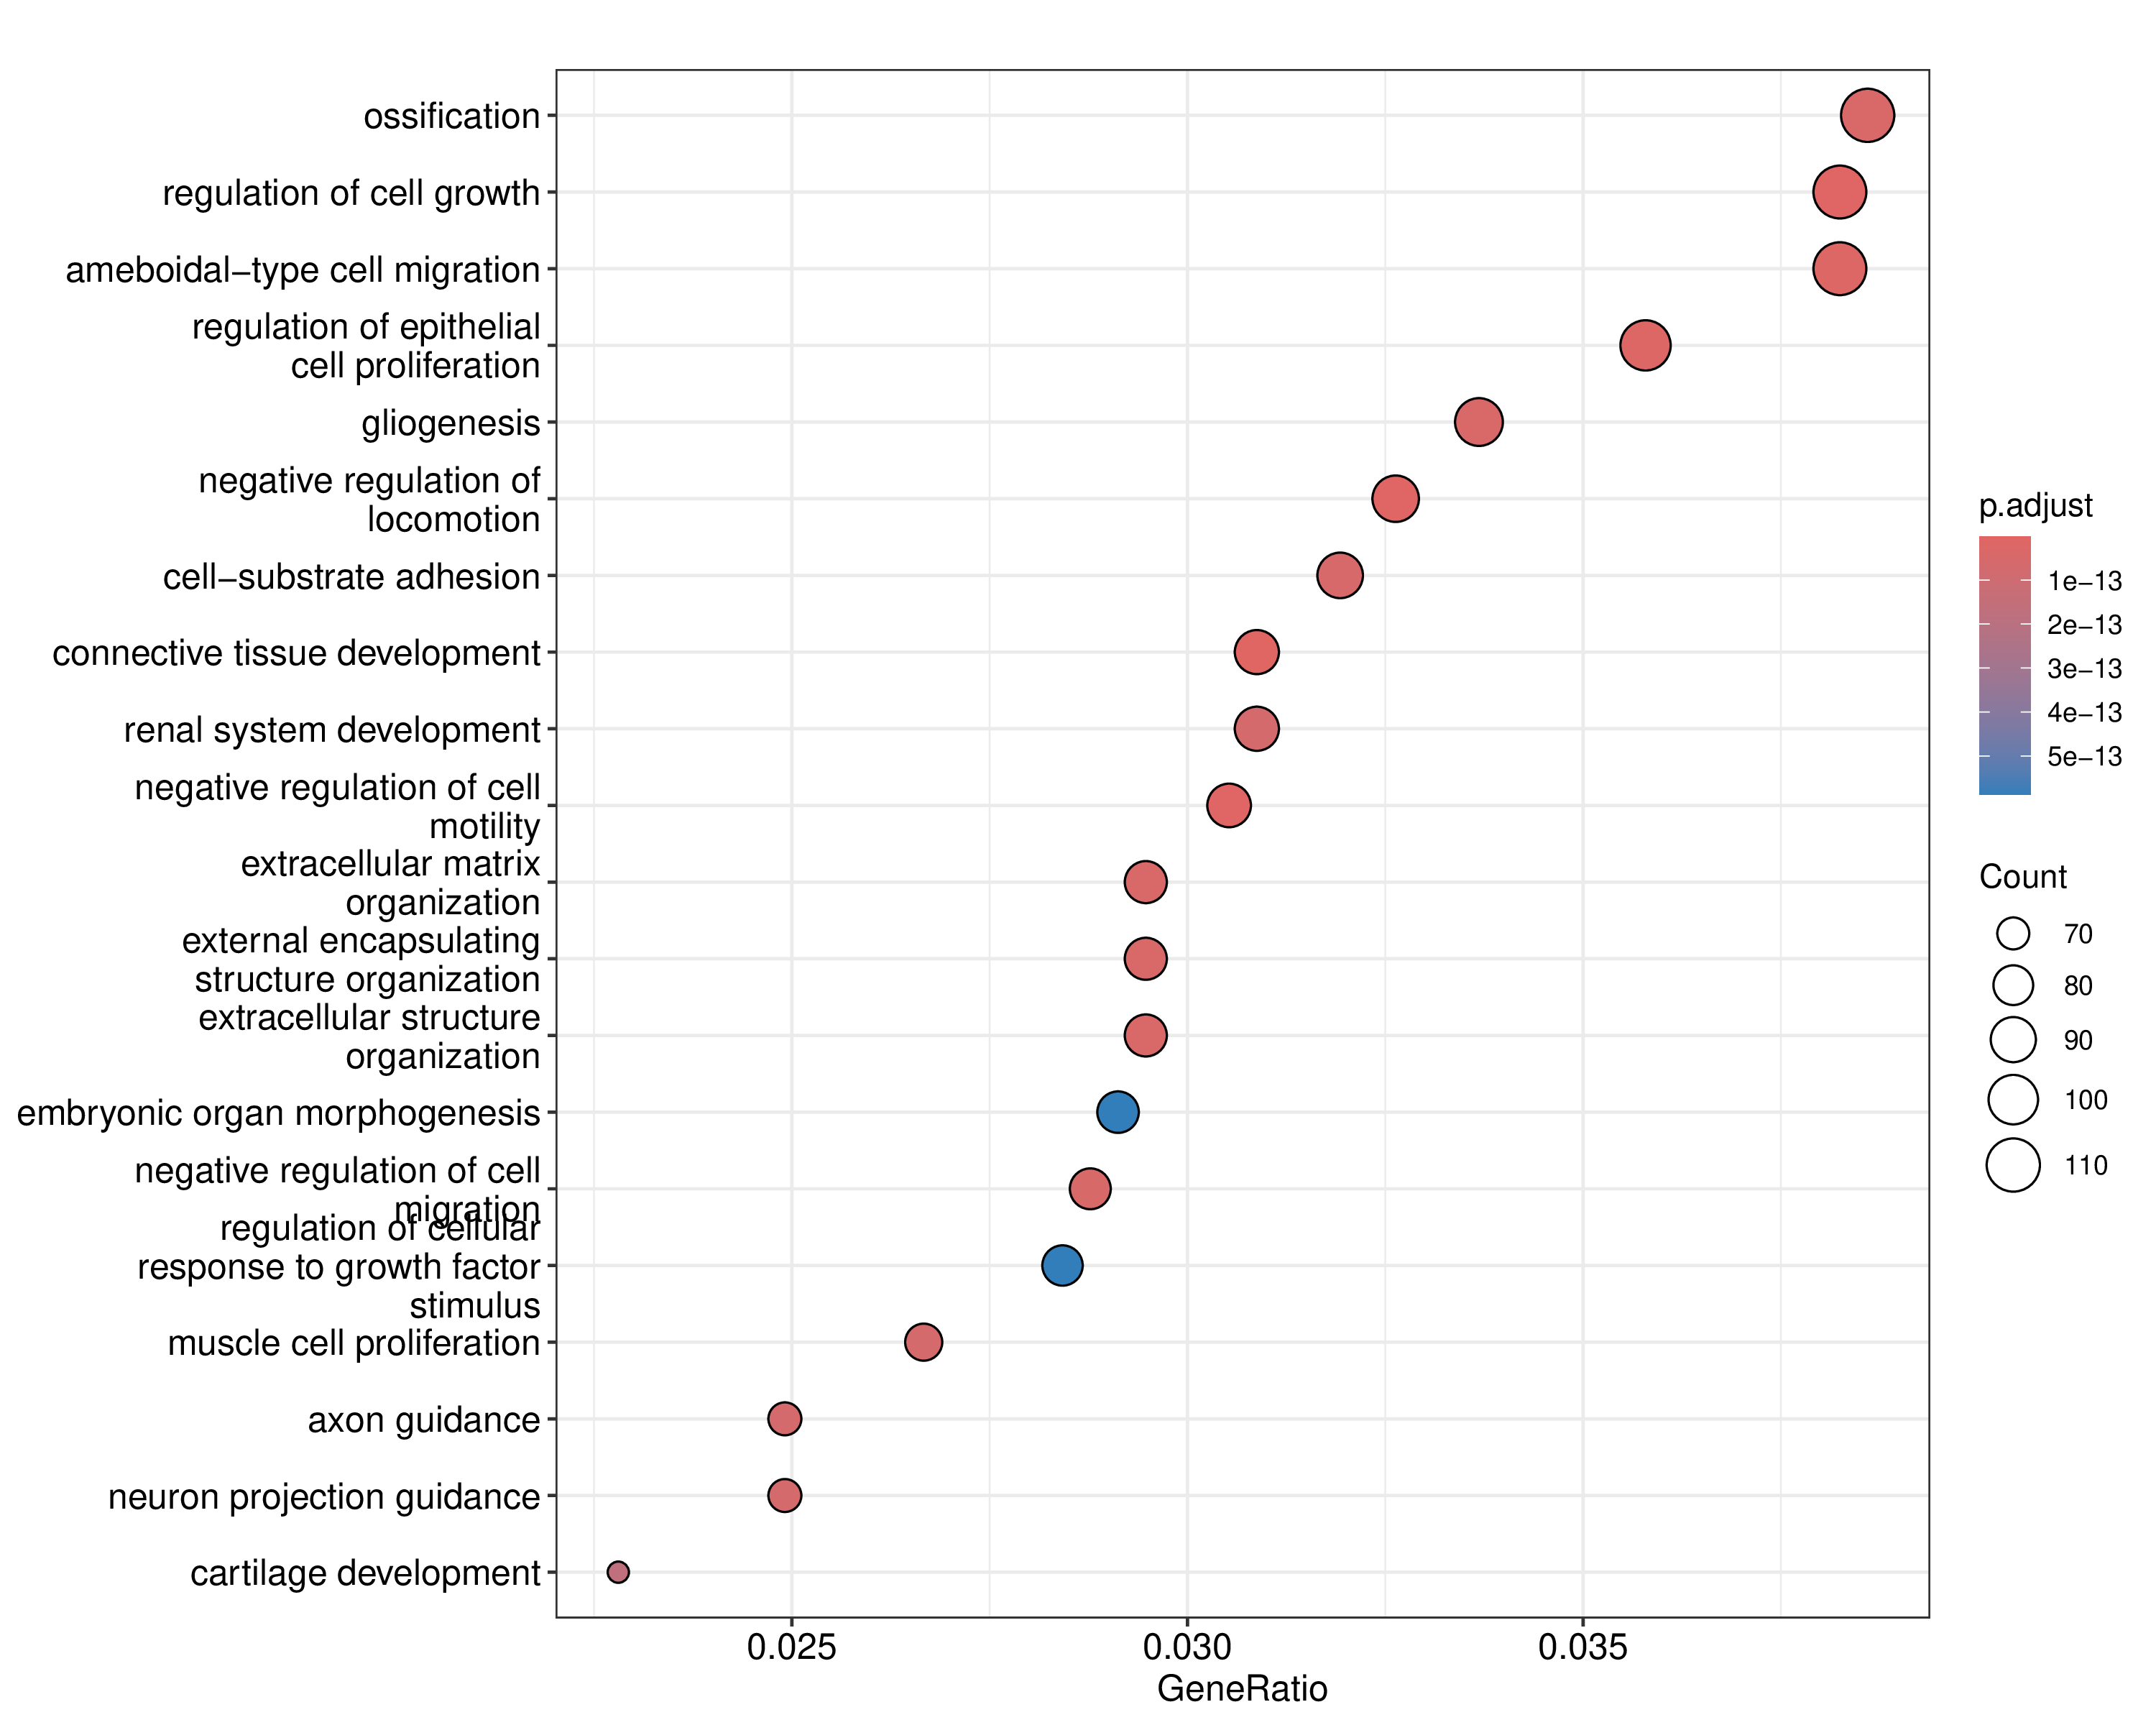 ossification
regulation of cell growth
ameboidal−type cell migration
regulation of epithelial
cell proliferation
gliogenesis
negative regulation of
locomotion
cell−substrate adhesion
connective tissue development
renal system development
negative regulation of cell
motility
extracellular matrix
organization
external encapsulating
structure organization
extracellular structure
organization
embryonic organ morphogenesis
negative regulation of cell
migration
regulation of cellular
response to growth factor
stimulus
muscle cell proliferation
axon guidance
neuron projection guidance
cartilage development
0.025
0.030
0.035
GeneRatio
p.adjust
1e−13
2e−13
3e−13
4e−13
5e−13
Count
70
80
90
100
110